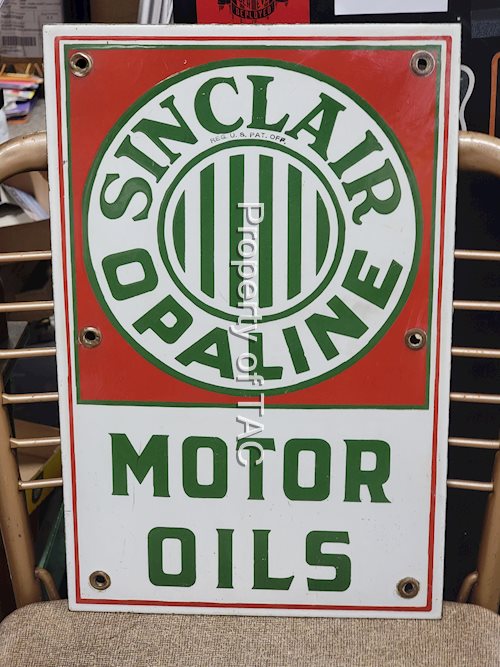 SINCLAIR
REG. U.S. PAT. OFF.
OPALINE
MOTOR
OILS
Property of TAC